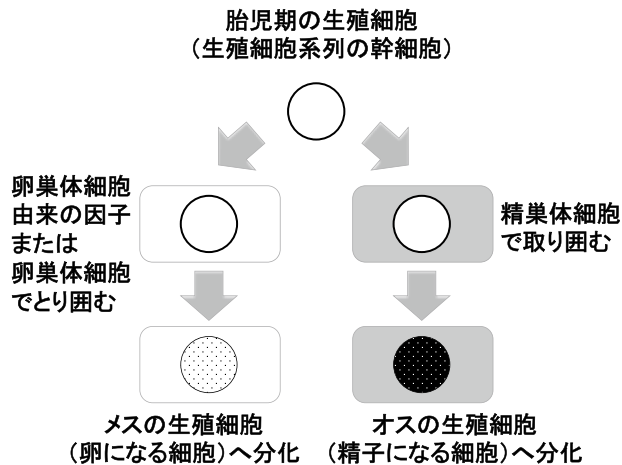 胎児期の生殖細胞
（生殖細胞系列の幹細胞）
卵巣体細胞
由来の因子
または
卵巣体細胞
でとり囲む
精巣体細胞
で取り囲む
メスの生殖細胞
（卵になる細胞）へ分化
オスの生殖細胞
（精子になる細胞）へ分化